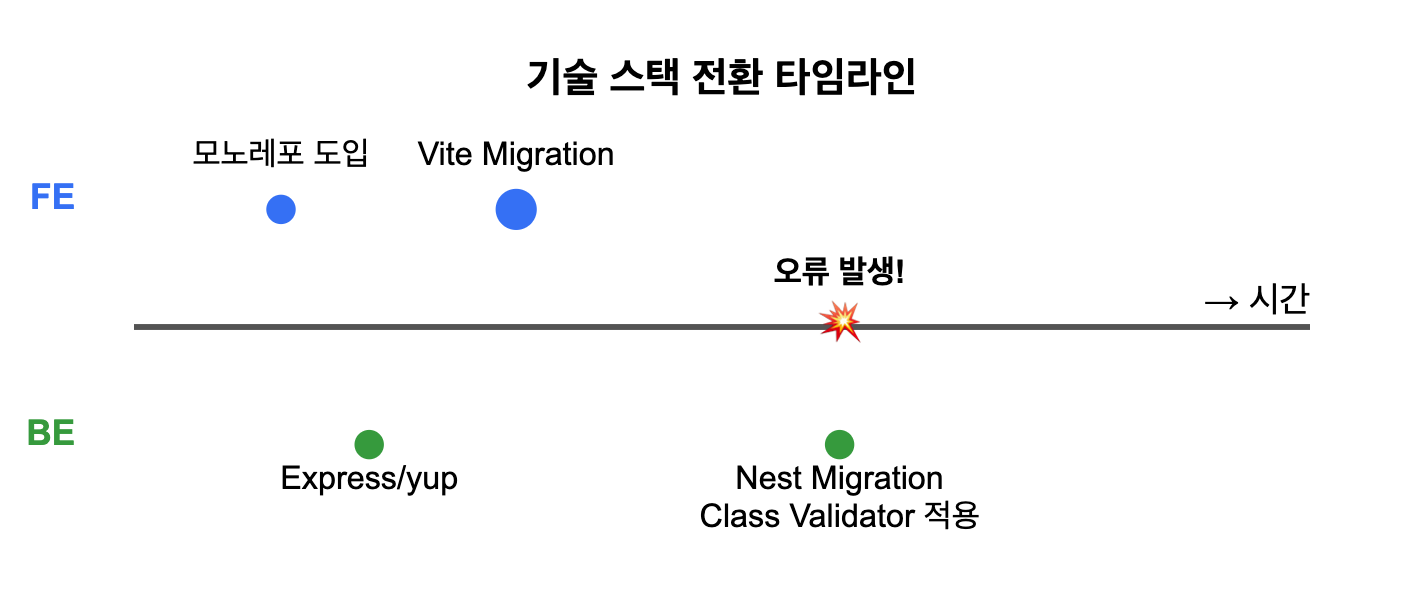 기술 스택 전환 타임라인
모노레포 도입
Vite Migration
FE
오류 발생!
→ 시간
BE
Express/yup
Nest Migration
Class Validator 적용